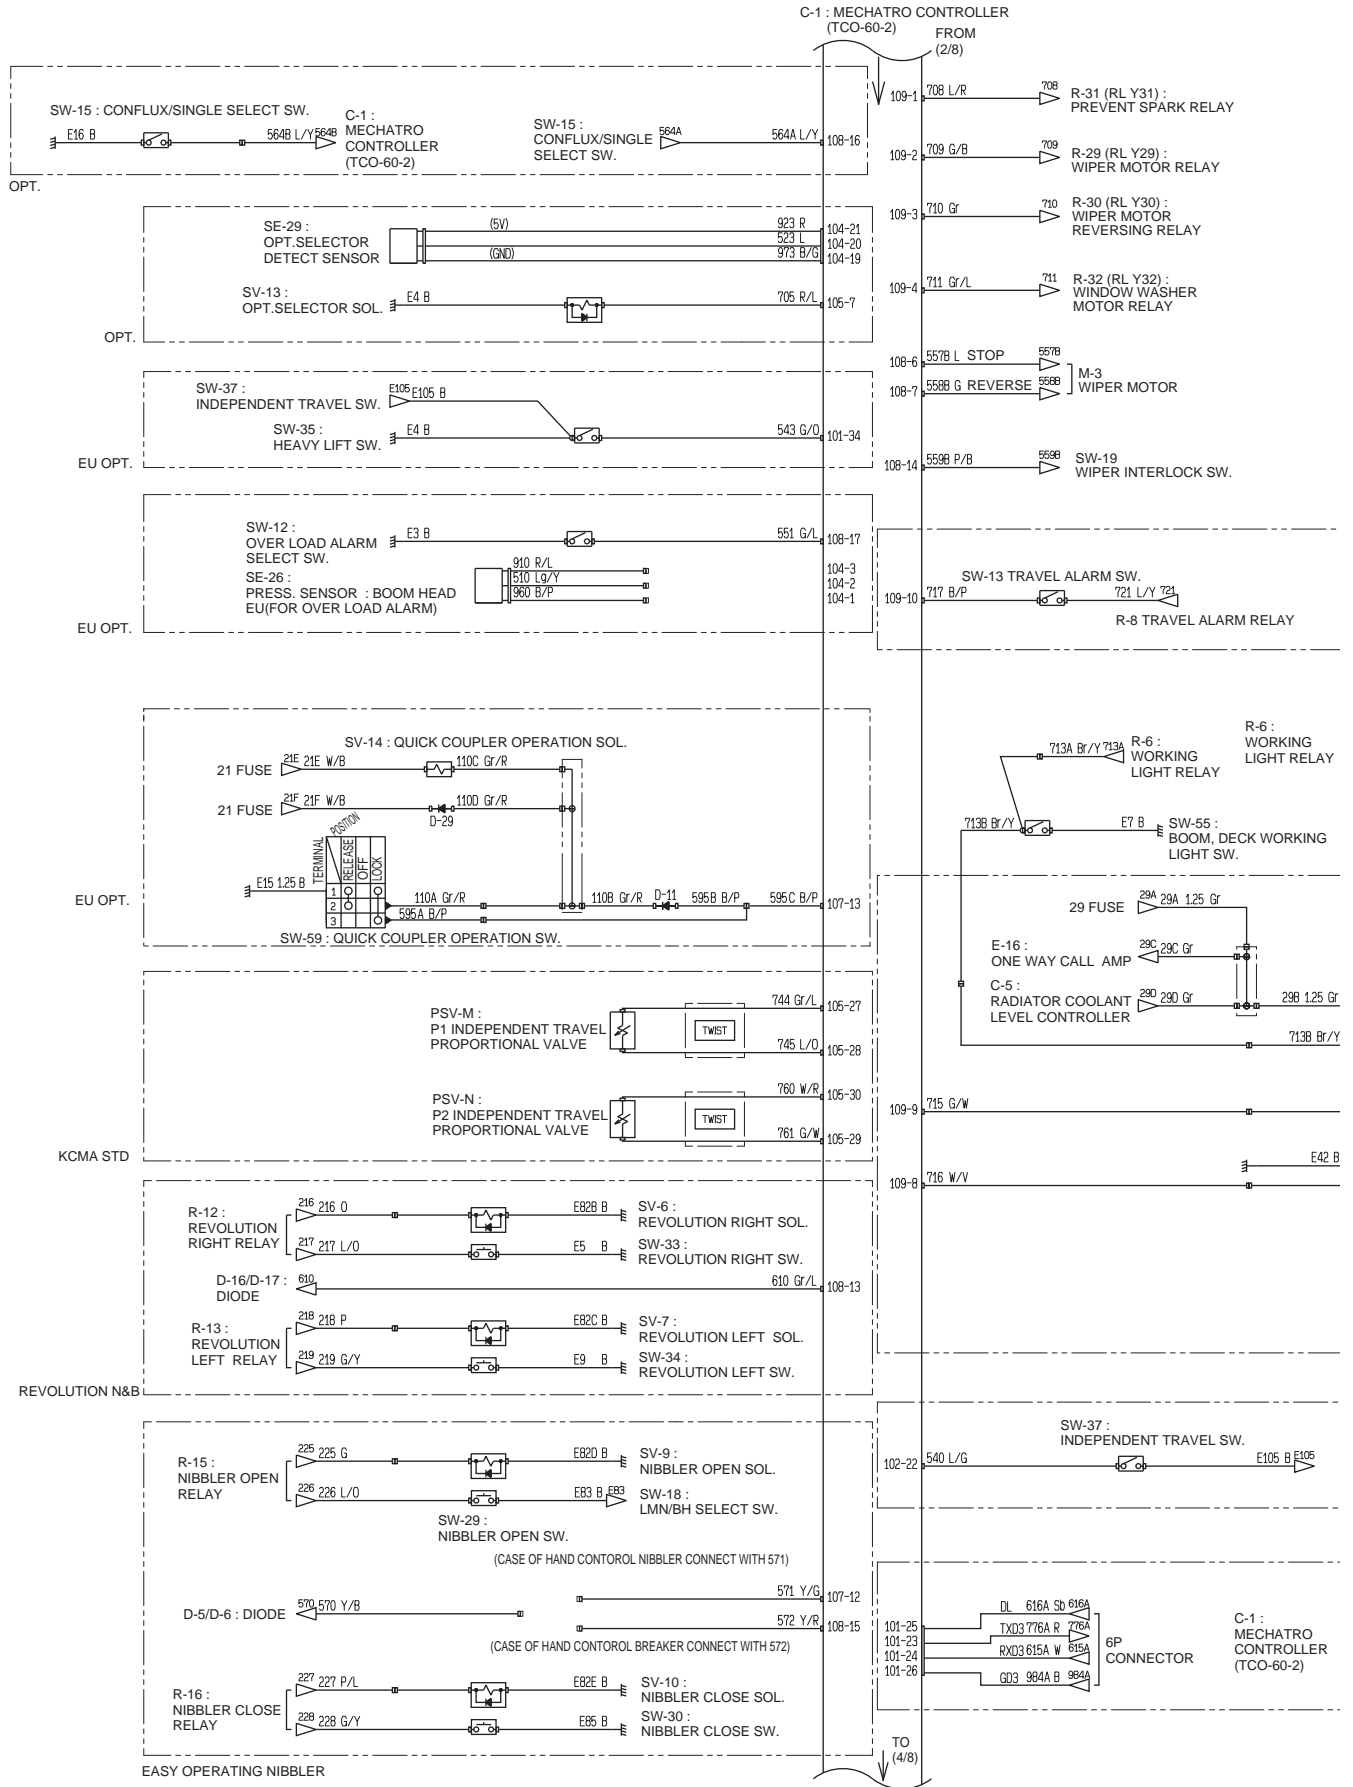 C-1 : MECHATRO CONTROLLER
(TCO-60-2)
FROM
(2/8)
SW-15 : CONFLUX/SINGLE SELECT SW.
E16 B
564B L/Y
564B
C-1 :
MECHATRO
CONTROLLER
(TCO-60-2)
SW-15 :
CONFLUX/SINGLE
SELECT SW.
564A
564A L/Y
108-16
OPT.
109-1
708 L/R
708
R-31 (RL Y31) :
PREVENT SPARK RELAY
109-2
709 G/B
709
R-29 (RL Y29) :
WIPER MOTOR RELAY
109-3
710 Gr
710
R-30 (RL Y30) :
WIPER MOTOR
REVERSING RELAY
109-4
711 Gr/L
711
R-32 (RL Y32) :
WINDOW WASHER
MOTOR RELAY
SE-29 :
OPT.SELECTOR
DETECT SENSOR
(5V)
(GND)
923 R
523 L
973 B/G
104-21
104-20
104-19
SV-13 :
OPT.SELECTOR SOL.
E4 B
705 R/L
105-7
OPT.
108-6
557B L STOP
557B
108-7
558B G REVERSE
558B
M-3
WIPER MOTOR
SW-37 :
INDEPENDENT TRAVEL SW.
E105
E105 B
SW-35 :
HEAVY LIFT SW.
E4 B
543 G/O
101-34
EU OPT.
108-14
559B P/B
559B
SW-19
WIPER INTERLOCK SW.
SW-12 :
OVER LOAD ALARM
SELECT SW.
E3 B
551 G/L
108-17
SE-26 :
PRESS. SENSOR : BOOM HEAD
EU(FOR OVER LOAD ALARM)
910 R/L
510 Lg/Y
960 B/P
104-3
104-2
104-1
EU OPT.
SW-13 TRAVEL ALARM SW.
109-10
717 B/P
721 L/Y
721
R-8 TRAVEL ALARM RELAY
SV-14 : QUICK COUPLER OPERATION SOL.
21 FUSE
21E
21E W/B
110C Gr/R
21 FUSE
21F
21F W/B
D-29
110D Gr/R
TERMINAL
POSITION
RELEASE
OFF
LOCK
1
2
3
E15 1.25 B
110A Gr/R
595A B/P
110B Gr/R
D-11
595B B/P
595C B/P
107-13
EU OPT.
SW-59 : QUICK COUPLER OPERATION SW.
713A Br/Y
713A
R-6 :
WORKING
LIGHT RELAY
R-6 :
WORKING
LIGHT RELAY
713B Br/Y
E7 B
SW-55 :
BOOM, DECK WORKING
LIGHT SW.
29 FUSE
29A
29A 1.25 Gr
E-16 :
ONE WAY CALL AMP
29C
29C Gr
C-5 :
RADIATOR COOLANT
LEVEL CONTROLLER
29D
29D Gr
29B 1.25 Gr
713B Br/Y
PSV-M :
P1 INDEPENDENT TRAVEL
PROPORTIONAL VALVE
TWIST
744 Gr/L
105-27
745 L/O
105-28
PSV-N :
P2 INDEPENDENT TRAVEL
PROPORTIONAL VALVE
TWIST
760 W/R
105-30
761 G/W
105-29
KCMA STD
109-9
715 G/W
E42 B
109-8
716 W/V
R-12 :
REVOLUTION
RIGHT RELAY
216
216 O
E82B B
SV-6 :
REVOLUTION RIGHT SOL.
217
217 L/O
E5 B
SW-33 :
REVOLUTION RIGHT SW.
D-16/D-17 :
DIODE
610
610 Gr/L
108-13
R-13 :
REVOLUTION
LEFT RELAY
218
218 P
E82C B
SV-7 :
REVOLUTION LEFT SOL.
219
219 G/Y
E9 B
SW-34 :
REVOLUTION LEFT SW.
REVOLUTION N&B
SW-37 :
INDEPENDENT TRAVEL SW.
102-22
540 L/G
E105 B
E105
R-15 :
NIBBLER OPEN
RELAY
225
225 G
E82D B
SV-9 :
NIBBLER OPEN SOL.
226
226 L/O
E83 B
E83
SW-18 :
LMN/BH SELECT SW.
SW-29 :
NIBBLER OPEN SW.
(CASE OF HAND CONTOROL NIBBLER CONNECT WITH 571)
571 Y/G
107-12
D-5/D-6 : DIODE
570
570 Y/B
572 Y/R
108-15
(CASE OF HAND CONTOROL BREAKER CONNECT WITH 572)
101-25
101-23
101-24
101-26
DL 616A Sb
616A
TXD3 776A R
776A
RXD3 615A W
615A
GD3 984A B
984A
6P
CONNECTOR
C-1 :
MECHATRO
CONTROLLER
(TCO-60-2)
R-16 :
NIBBLER CLOSE
RELAY
227
227 P/L
E82E B
SV-10 :
NIBBLER CLOSE SOL.
228
228 G/Y
E85 B
SW-30 :
NIBBLER CLOSE SW.
EASY OPERATING NIBBLER
TO
(4/8)